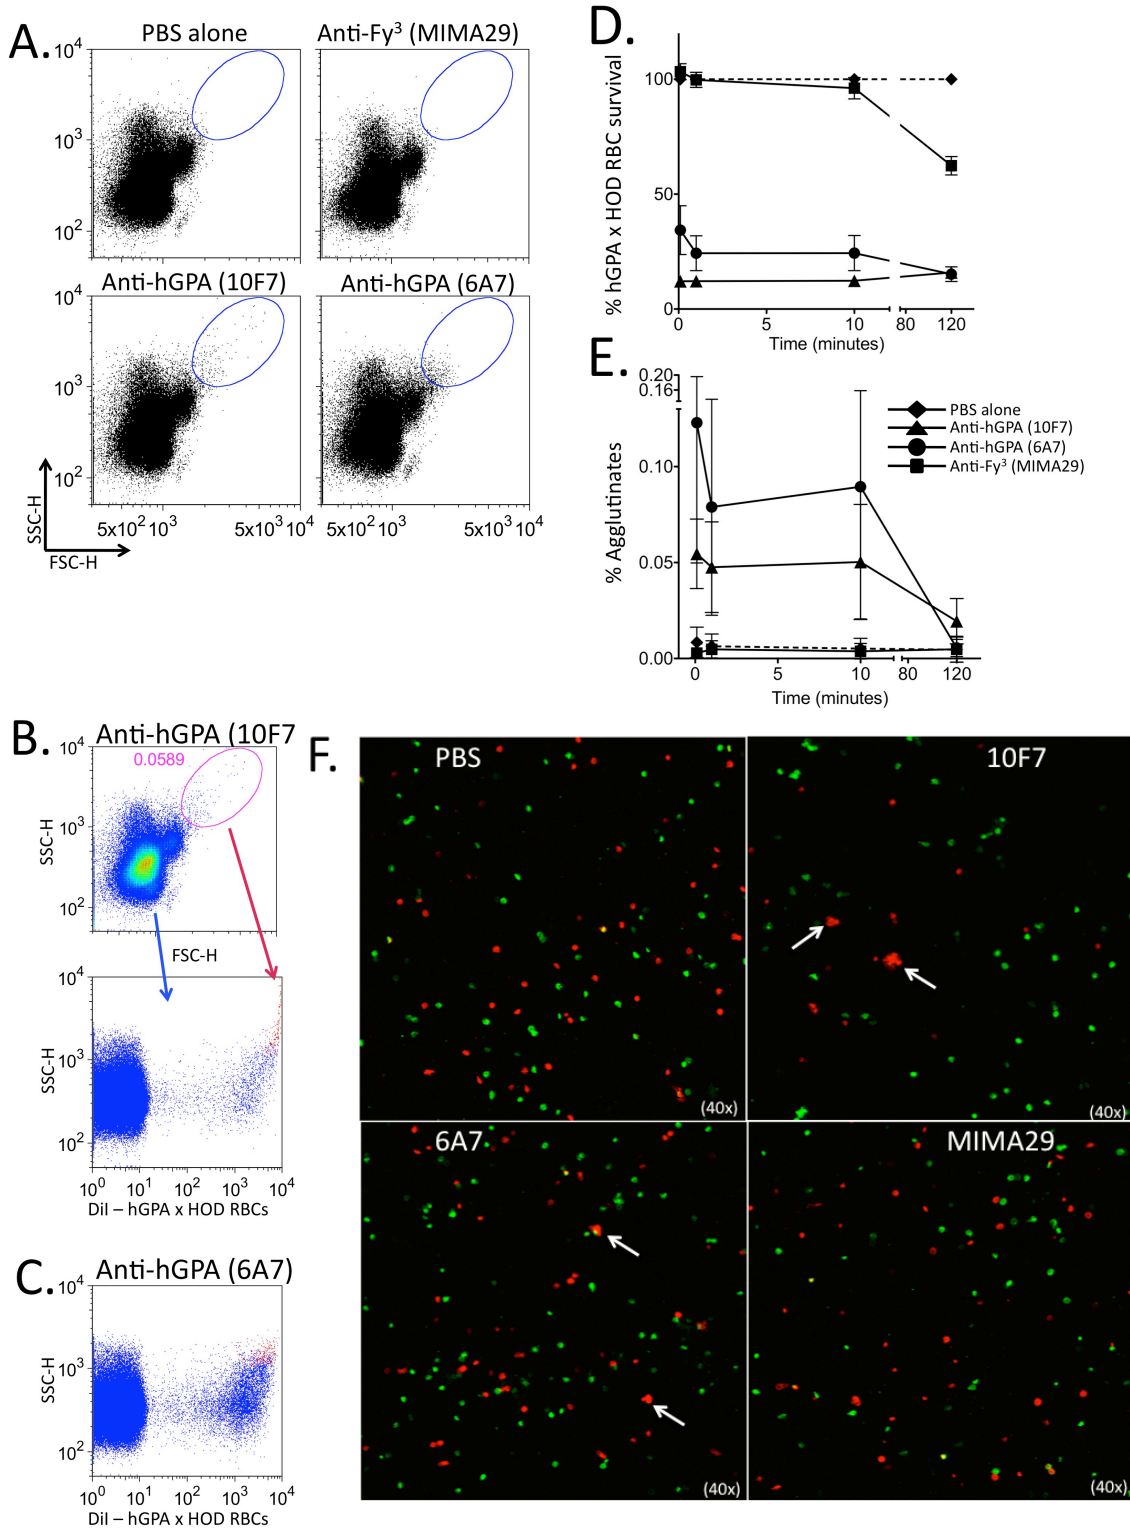 A.
PBS alone
Anti-Fy³ (MIMA29)
10⁴
10³
10²
Anti-hGPA (10F7)
Anti-hGPA (6A7)
10⁴
10³
10²
5x10² 10³ 5x10³ 10⁴
5x10² 10³ 5x10³ 10⁴
SSC-H
FSC-H
D.
% hGPA x HOD RBC survival
100
50
0
0 5 10 80 120
Time (minutes)
E.
% Agglutinates
0.20
0.16
0.10
0.05
0.00
0 5 10 80 120
Time (minutes)
PBS alone
Anti-hGPA (10F7)
Anti-hGPA (6A7)
Anti-Fy³ (MIMA29)
B.
Anti-hGPA (10F7
10⁴
0.0589
10³
10²
SSC-H
FSC-H
10⁴
10³
10²
SSC-H
10⁰ 10¹ 10² 10³ 10⁴
DiI – hGPA x HOD RBCs
C.
Anti-hGPA (6A7)
10⁴
10³
10²
SSC-H
10⁰ 10¹ 10² 10³ 10⁴
DiI – hGPA x HOD RBCs
F.
PBS
(40x)
10F7
(40x)
6A7
(40x)
MIMA29
(40x)